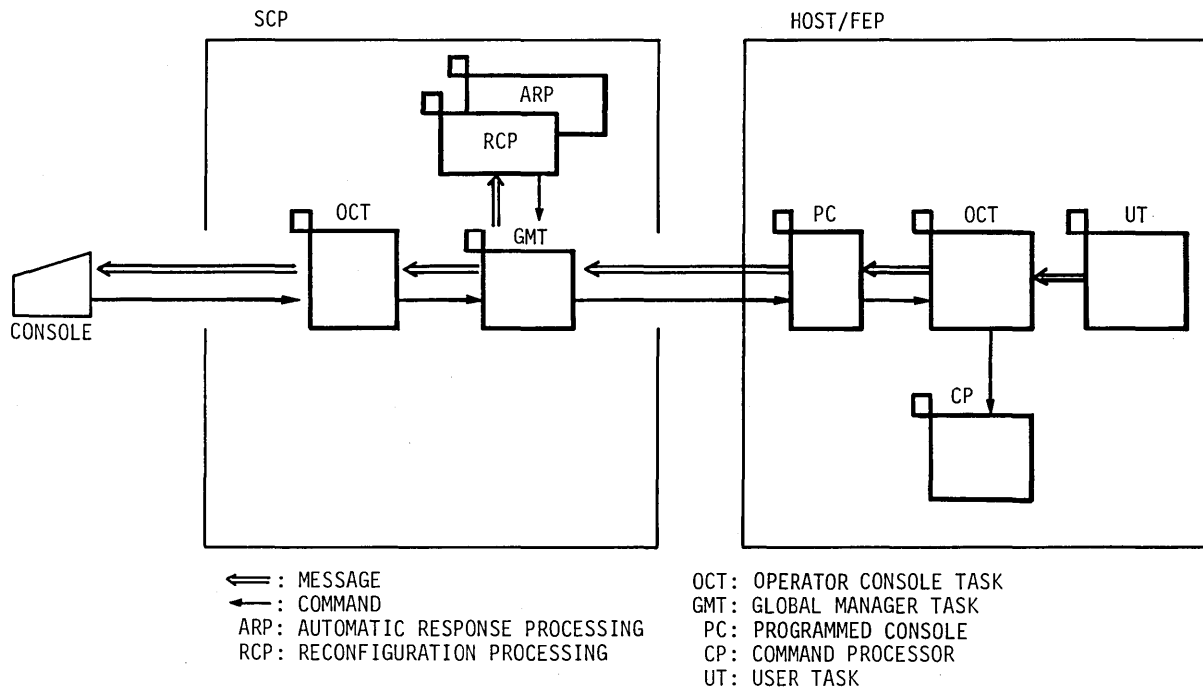 SCP
HOST/FEP
ARP
RCP
OCT
GMT
PC
OCT
UT
CONSOLE
CP
: MESSAGE
: COMMAND
ARP: AUTOMATIC RESPONSE PROCESSING
RCP: RECONFIGURATION PROCESSING
OCT: OPERATOR CONSOLE TASK
GMT: GLOBAL MANAGER TASK
PC: PROGRAMMED CONSOLE
CP: COMMAND PROCESSOR
UT: USER TASK